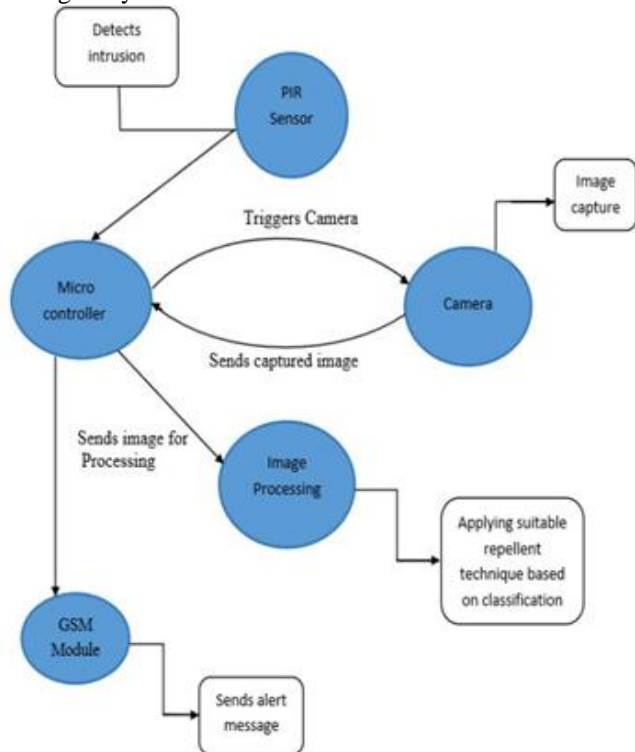 Detects
intrusion
PIR
Sensor
Image
capture
Triggers Camera
Micro
controller
Camera
Sends captured image
Sends image for
Processing
Image
Processing
Applying suitable
repellent
technique based
on classification
GSM
Module
Sends alert
message